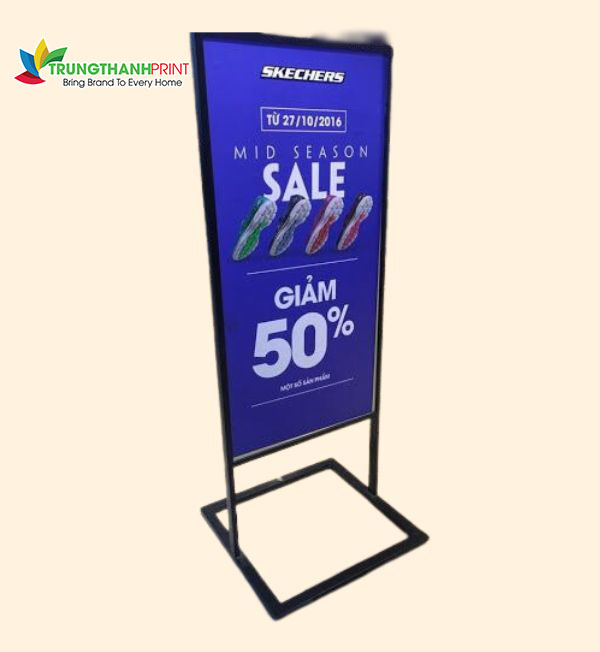 TRUNGTHANHPRINT
Bring Brand To Every Home
SKECHERS
TỪ 27/10/2016
MID SEASON
SALE
GIẢM
50%
MỘT SỐ SẢN PHẨM